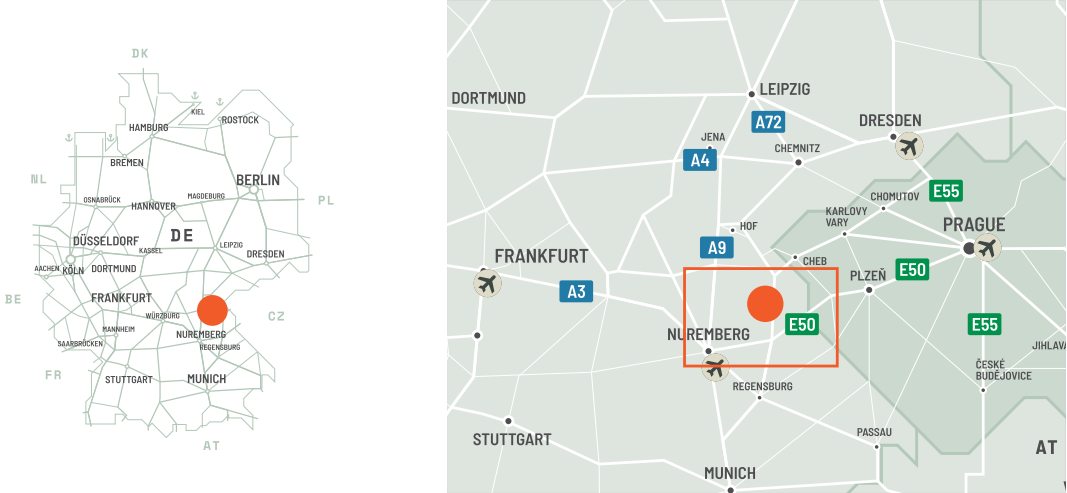 DK
KIEL
ROSTOCK
HAMBURG
BREMEN
NL
BERLIN
OSNABRÜCK
MAGDEBURG
HANNOVER
PL
DE
DÜSSELDORF
KASSEL
LEIPZIG
DRESDEN
AACHEN
KÖLN
DORTMUND
BE
FRANKFURT
WÜRZBURG
CZ
MANNHEIM
NUREMBERG
SAARBRÜCKEN
REGENSBURG
FR
STUTTGART
MUNICH
AT
DORTMUND
LEIPZIG
A72
DRESDEN
JENA
CHEMNITZ
A4
E55
CHOMUTOV
KARLOVY
VARY
PRAGUE
HOF
A9
FRANKFURT
CHEB
PLZEŇ
E50
A3
NUREMBERG
E50
E55
JIHLAVA
ČESKÉ
BUDĚJOVICE
REGENSBURG
STUTTGART
PASSAU
AT
MUNICH